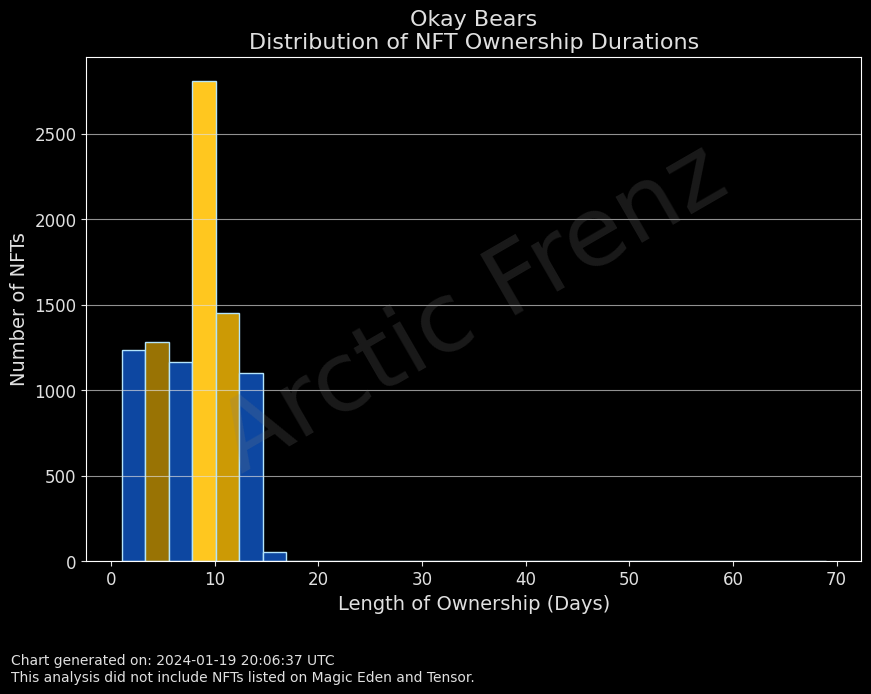 Okay Bears
Distribution of NFT Ownership Durations
Number of NFTs
2500
2000
1500
1000
500
0
Arctic Frenz
0 10 20 30 40 50 60 70
Length of Ownership (Days)
Chart generated on: 2024-01-19 20:06:37 UTC
This analysis did not include NFTs listed on Magic Eden and Tensor.